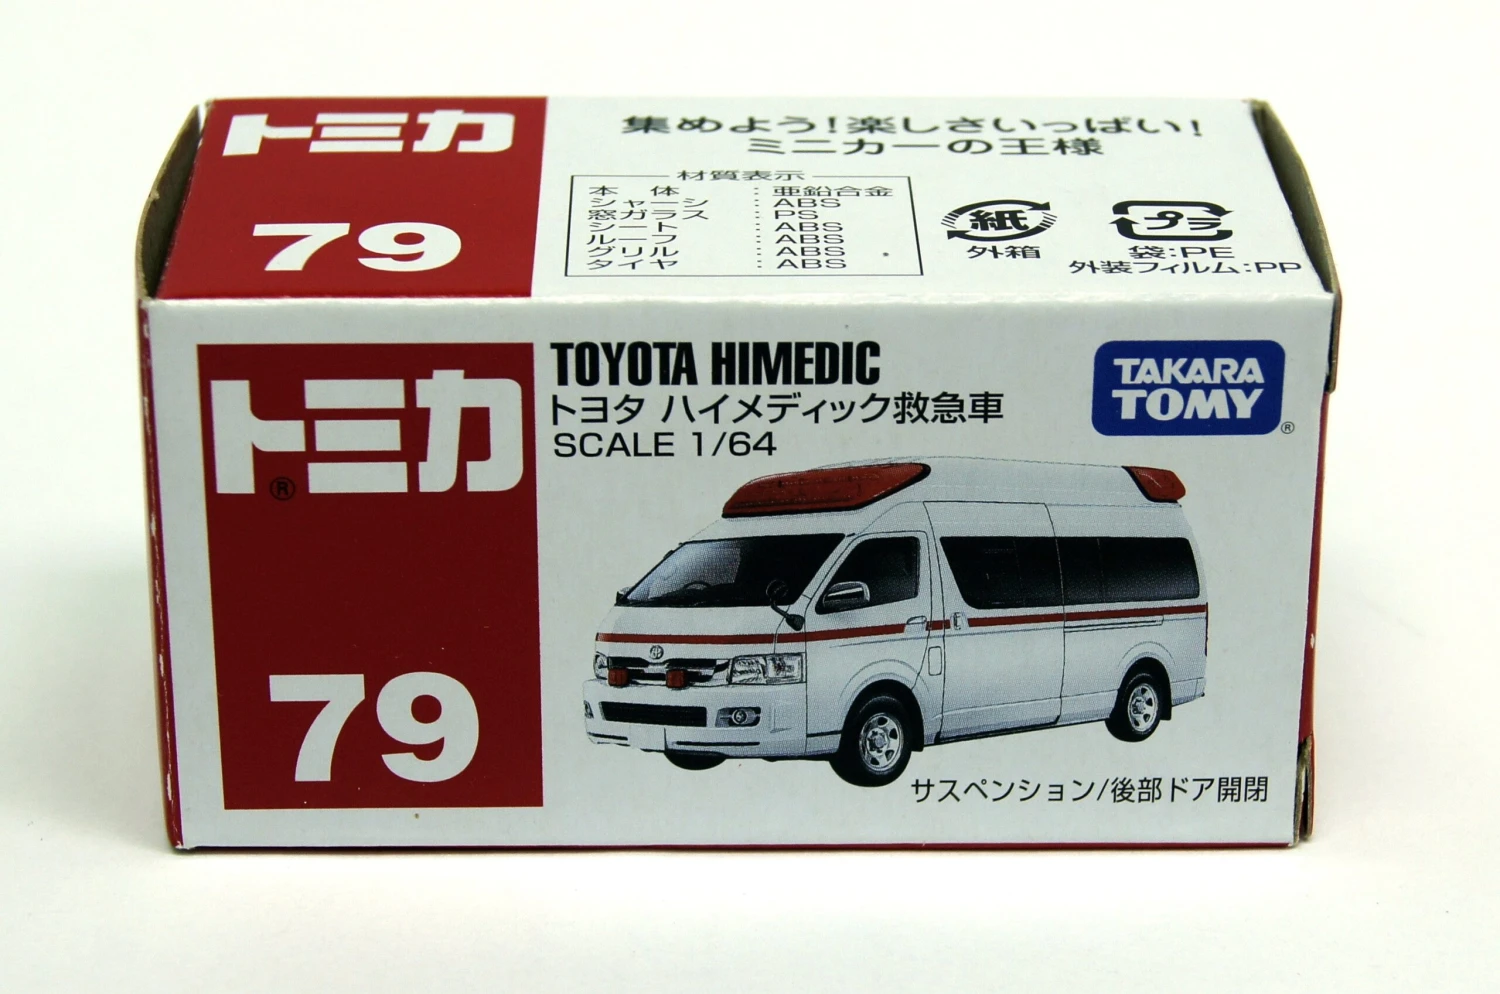 トミカ
79
集めよう!楽しさいっぱい!
ミニカーの王様
材質表示
本 体 : 亜鉛合金
シャーシ : ABS
窓ガラス : PS
シート : ABS
ルーフ : ABS
グリル : ABS
タイヤ : ABS
紙
外箱
プラ
袋:PE
外装フィルム:PP
トミカ®
79
TOYOTA HIMEDIC
トヨタ ハイメディック救急車
SCALE 1/64
TAKARA
TOMY®
サスペンション/後部ドア開閉